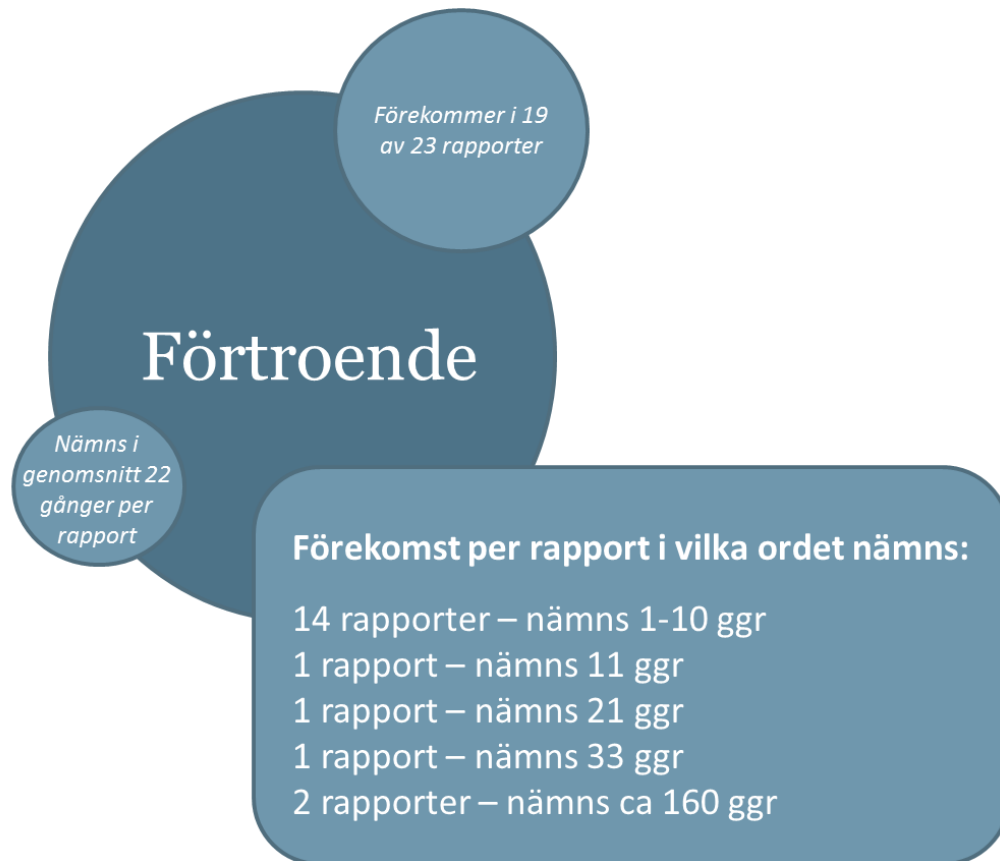 Förekommer i 19
av 23 rapporter
Förtroende
Nämns i
genomsnitt 22
gånger per
rapport
Förekomst per rapport i vilka ordet nämns:
14 rapporter – nämns 1-10 ggr
1 rapport – nämns 11 ggr
1 rapport – nämns 21 ggr
1 rapport – nämns 33 ggr
2 rapporter – nämns ca 160 ggr